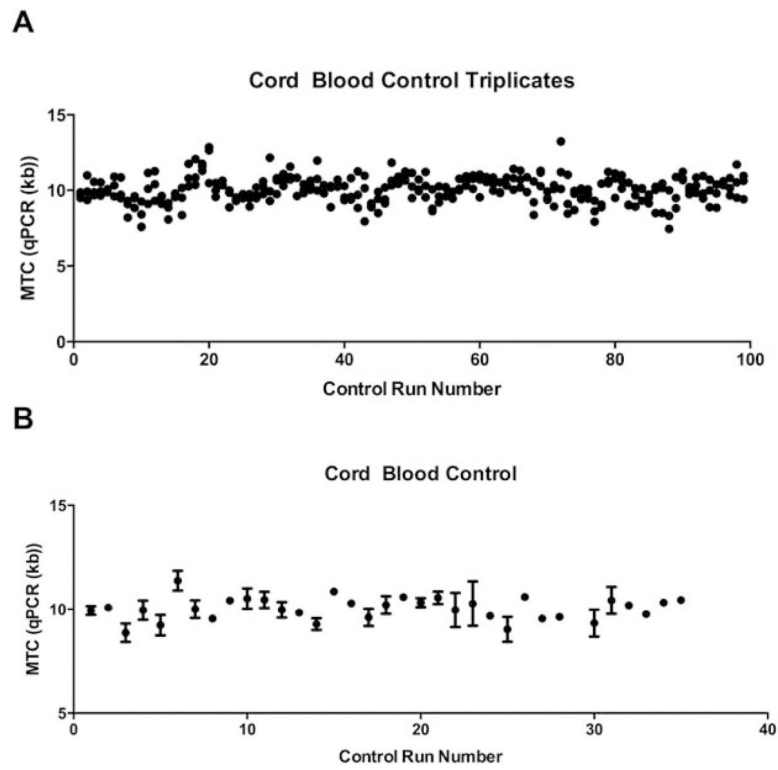 A
Cord Blood Control Triplicates
15
10
5
0
MTC (qPCR (kb))
0 20 40 60 80 100
Control Run Number
B
Cord Blood Control
15
10
5
MTC (qPCR (kb))
0 10 20 30 40
Control Run Number